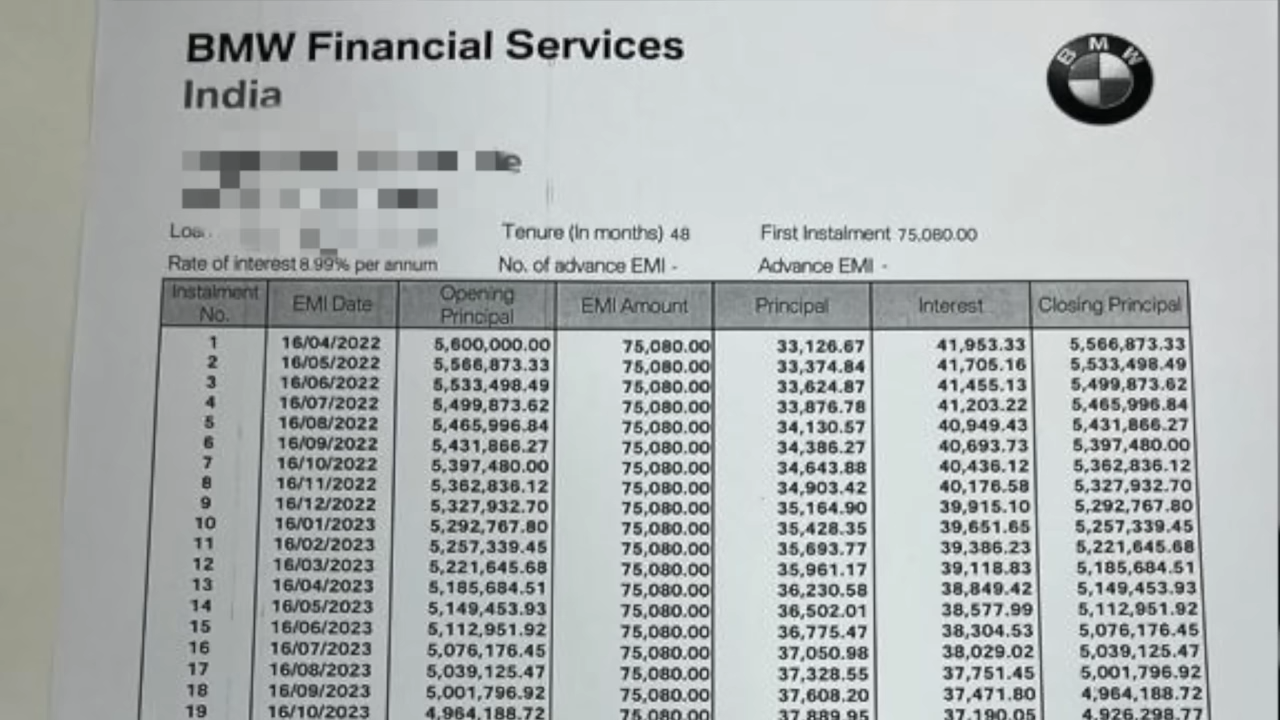 BMW Financial Services
India
BMW
Tenure (In months) 48 First Instalment 75,080.00
Rate of interest 8.99% per annum No. of advance EMI - Advance EMI -
Instalment No. EMI Date Opening Principal EMI Amount Principal Interest Closing Principal
1 16/04/2022 5,600,000.00 75,080.00 33,126.67 41,953.33 5,566,873.33
2 16/05/2022 5,566,873.33 75,080.00 33,374.84 41,705.16 5,533,498.49
3 16/06/2022 5,533,498.49 75,080.00 33,624.87 41,455.13 5,499,873.62
4 16/07/2022 5,499,873.62 75,080.00 33,876.78 41,203.22 5,465,996.84
5 16/08/2022 5,465,996.84 75,080.00 34,130.57 40,949.43 5,431,866.27
6 16/09/2022 5,431,866.27 75,080.00 34,386.27 40,693.73 5,397,480.00
7 16/10/2022 5,397,480.00 75,080.00 34,643.88 40,436.12 5,362,836.12
8 16/11/2022 5,362,836.12 75,080.00 34,903.42 40,176.58 5,327,932.70
9 16/12/2022 5,327,932.70 75,080.00 35,164.90 39,915.10 5,292,767.80
10 16/01/2023 5,292,767.80 75,080.00 35,428.35 39,651.65 5,257,339.45
11 16/02/2023 5,257,339.45 75,080.00 35,693.77 39,386.23 5,221,645.68
12 16/03/2023 5,221,645.68 75,080.00 35,961.17 39,118.83 5,185,684.51
13 16/04/2023 5,185,684.51 75,080.00 36,230.58 38,849.42 5,149,453.93
14 16/05/2023 5,149,453.93 75,080.00 36,502.01 38,577.99 5,112,951.92
15 16/06/2023 5,112,951.92 75,080.00 36,775.47 38,304.53 5,076,176.45
16 16/07/2023 5,076,176.45 75,080.00 37,050.98 38,029.02 5,039,125.47
17 16/08/2023 5,039,125.47 75,080.00 37,328.55 37,751.45 5,001,796.92
18 16/09/2023 5,001,796.92 75,080.00 37,608.20 37,471.80 4,964,188.72
19 16/10/2023 4,964,188.72 75,080.00 37,889.95 37,190.05 4,926,298.77